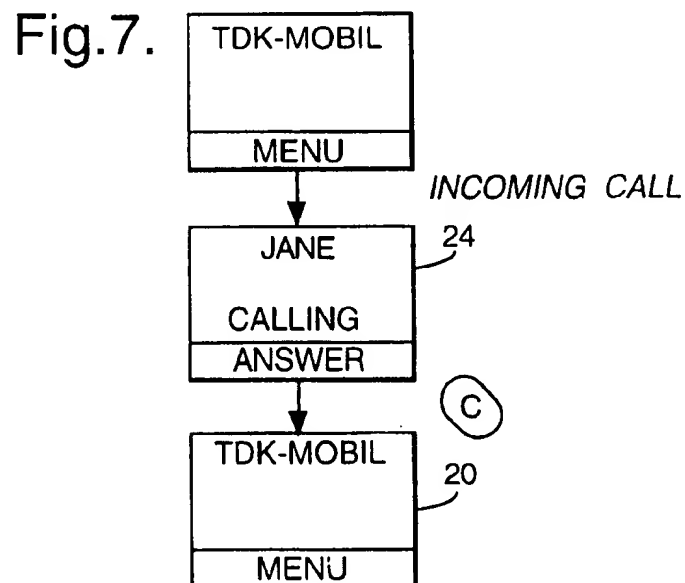 Fig.7.
TDK-MOBIL
MENU
INCOMING CALL
JANE
24
CALLING
ANSWER
C
TDK-MOBIL
20
MENU